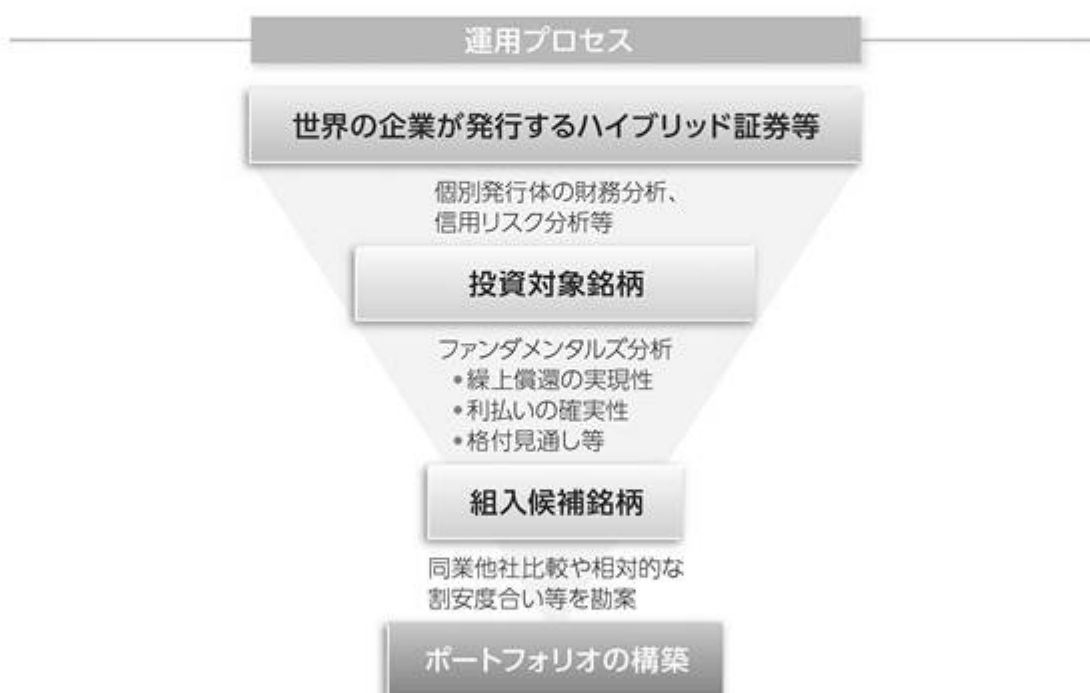 運用プロセス
世界の企業が発行するハイブリッド証券等
個別発行体の財務分析、
信用リスク分析等
投資対象銘柄
ファンダメンタルズ分析
•繰上償還の実現性
•利払いの確実性
•格付見通し等
組入候補銘柄
同業他社比較や相対的な
割安度合い等を勘案
ポートフォリオの構築